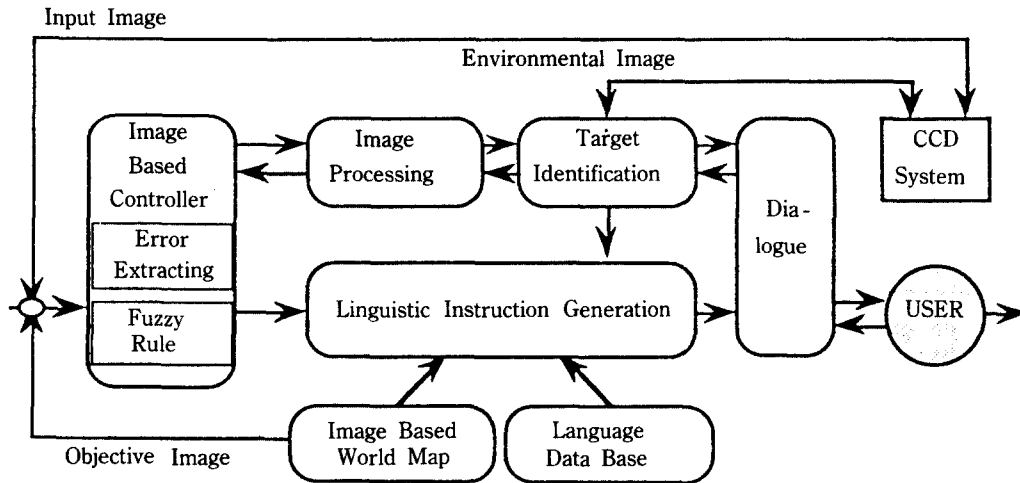 Input Image
Environmental Image
Image
Based
Controller
Error
Extracting
Fuzzy
Rule
Image
Processing
Target
Identification
Linguistic Instruction Generation
Dia-
logue
CCD
System
USER
Image Based
World Map
Language
Data Base
Objective Image